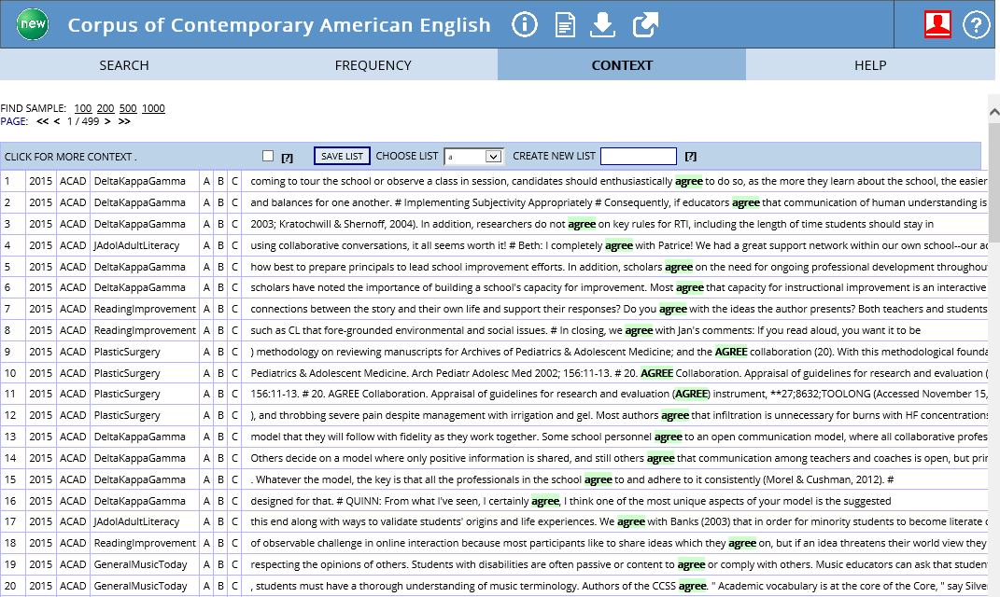 new Corpus of Contemporary American English
SEARCH FREQUENCY CONTEXT HELP
FIND SAMPLE: 100 200 500 1000
PAGE: << < 1 / 499 > >>
CLICK FOR MORE CONTEXT . [?] SAVE LIST CHOOSE LIST a CREATE NEW LIST [?]
1 2015 ACAD DeltaKappaGamma A B C coming to tour the school or observe a class in session, candidates should enthusiastically agree to do so, as the more they learn about the school, the easier
2 2015 ACAD DeltaKappaGamma A B C and balances for one another. # Implementing Subjectivity Appropriately # Consequently, if educators agree that communication of human understanding is
3 2015 ACAD DeltaKappaGamma A B C 2003; Kratochwill & Shernoff, 2004). In addition, researchers do not agree on key rules for RTI, including the length of time students should stay in
4 2015 ACAD JAdolAdultLiteracy A B C using collaborative conversations, it all seems worth it! # Beth: I completely agree with Patrice! We had a great support network within our own school--our
5 2015 ACAD DeltaKappaGamma A B C how best to prepare principals to lead school improvement efforts. In addition, scholars agree on the need for ongoing professional development throughou
6 2015 ACAD DeltaKappaGamma A B C scholars have noted the importance of building a school's capacity for improvement. Most agree that capacity for instructional improvement is an interactive
7 2015 ACAD ReadingImprovement A B C connections between the story and their own life and support their responses? Do you agree with the ideas the author presents? Both teachers and students
8 2015 ACAD ReadingImprovement A B C such as CL that fore-grounded environmental and social issues. # In closing, we agree with Jan's comments: If you read aloud, you want it to be
9 2015 ACAD PlasticSurgery A B C ) methodology on reviewing manuscripts for Archives of Pediatrics & Adolescent Medicine; and the AGREE collaboration (20). With this methodological founda
10 2015 ACAD PlasticSurgery A B C Pediatrics & Adolescent Medicine. Arch Pediatr Adolesc Med 2002; 156:11-13. # 20. AGREE Collaboration. Appraisal of guidelines for research and evaluation (
11 2015 ACAD PlasticSurgery A B C 156:11-13. # 20. AGREE Collaboration. Appraisal of guidelines for research and evaluation (AGREE) instrument, **27;8632;TOOLONG (Accessed November 15,
12 2015 ACAD PlasticSurgery A B C ), and throbbing severe pain despite management with irrigation and gel. Most authors agree that infiltration is unnecessary for burns with HF concentrations
13 2015 ACAD DeltaKappaGamma A B C model that they will follow with fidelity as they work together. Some school personnel agree to an open communication model, where all collaborative profes
14 2015 ACAD DeltaKappaGamma A B C Others decide on a model where only positive information is shared, and still others agree that communication among teachers and coaches is open, but prin
15 2015 ACAD DeltaKappaGamma A B C . Whatever the model, the key is that all the professionals in the school agree to and adhere to it consistently (Morel & Cushman, 2012). #
16 2015 ACAD DeltaKappaGamma A B C designed for that. # QUINN: From what I've seen, I certainly agree, I think one of the most unique aspects of your model is the suggested
17 2015 ACAD JAdolAdultLiteracy A B C this end along with ways to validate students' origins and life experiences. We agree with Banks (2003) that in order for minority students to become literate
18 2015 ACAD ReadingImprovement A B C of observable challenge in online interaction because most participants like to share ideas which they agree on, but if an idea threatens their world view they
19 2015 ACAD GeneralMusicToday A B C respecting the opinions of others. Students with disabilities are often passive or content to agree or comply with others. Music educators can ask that studen
20 2015 ACAD GeneralMusicToday A B C , students must have a thorough understanding of music terminology. Authors of the CCSS agree. " Academic vocabulary is at the core of the Core, " say Silve